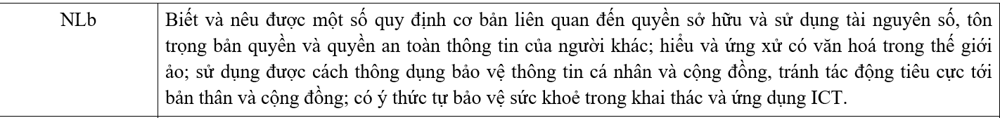 NLb
Biết và nêu được một số quy định cơ bản liên quan đến quyền sở hữu và sử dụng tài nguyên số, tôn
trọng bản quyền và quyền an toàn thông tin của người khác; hiểu và ứng xử có văn hoá trong thế giới
ảo; sử dụng được cách thông dụng bảo vệ thông tin cá nhân và cộng đồng, tránh tác động tiêu cực tới
bản thân và cộng đồng; có ý thức tự bảo vệ sức khoẻ trong khai thác và ứng dụng ICT.